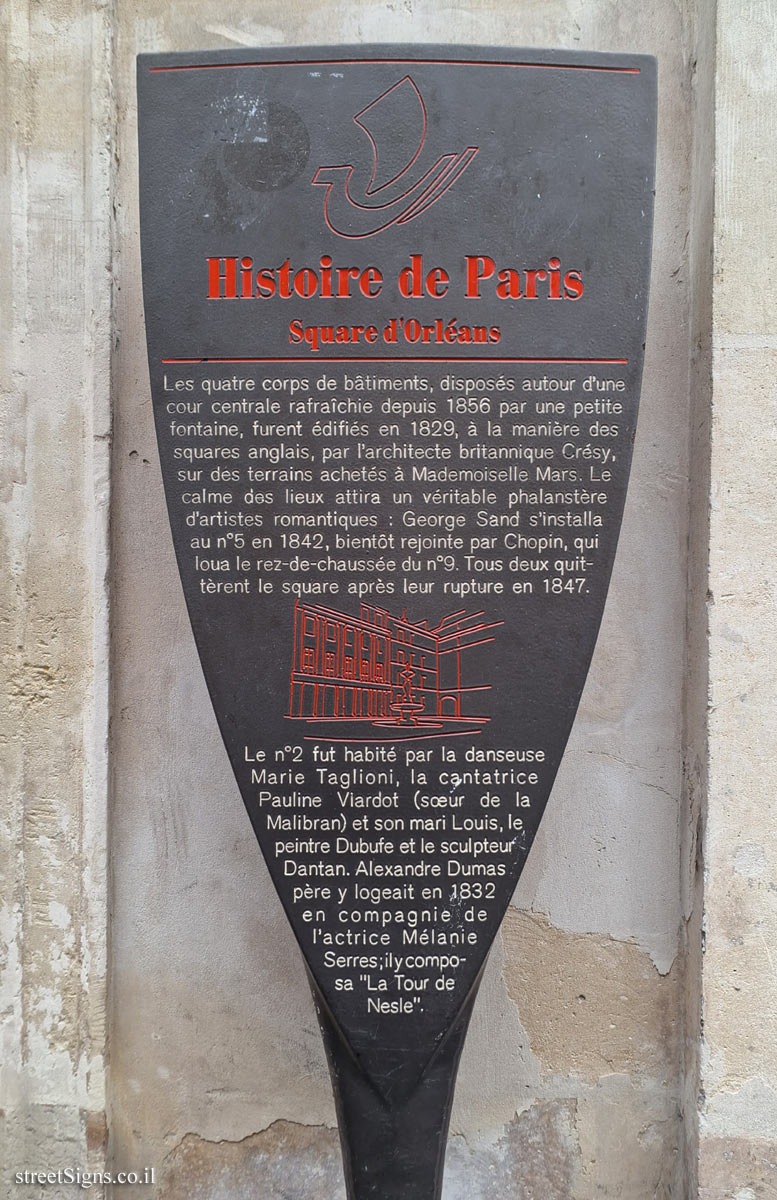 Histoire de Paris
Square d'Orléans
Les quatre corps de bâtiments, disposés autour d'une
cour centrale rafraîchie depuis 1856 par une petite
fontaine, furent édifiés en 1829, à la manière des
squares anglais, par l'architecte britannique Crésy,
sur des terrains achetés à Mademoiselle Mars. Le
calme des lieux attira un véritable phalanstère
d'artistes romantiques : George Sand s'installa
au n°5 en 1842, bientôt rejointe par Chopin, qui
loua le rez-de-chaussée du n°9. Tous deux quit-
tèrent le square après leur rupture en 1847.
Le n°2 fut habité par la danseuse
Marie Taglioni, la cantatrice
Pauline Viardot (sœur de la
Malibran) et son mari Louis, le
peintre Dubufe et le sculpteur
Dantan. Alexandre Dumas
père y logeait en 1832
en compagnie de
l'actrice Mélanie
Serres; il y compo-
sa "La Tour de
Nesle".
streetSigns.co.il